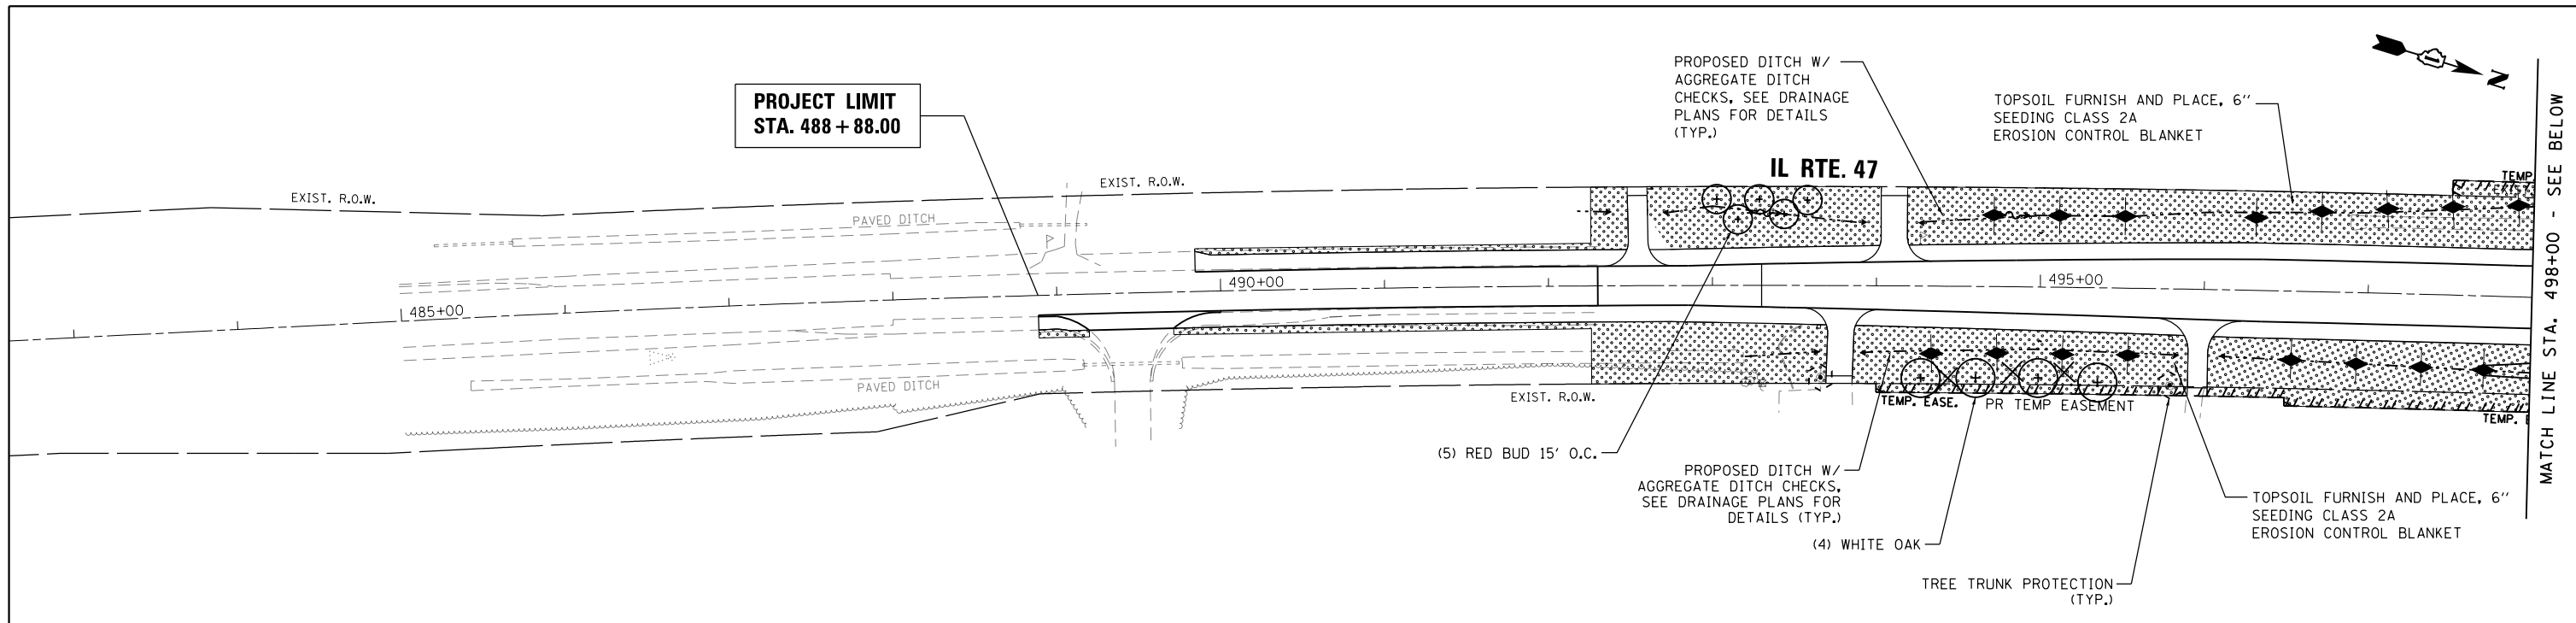 PROJECT LIMIT
STA. 488+88.00
PROPOSED DITCH W/
AGGREGATE DITCH
CHECKS, SEE DRAINAGE
PLANS FOR DETAILS
(TYP.)
TOPSOIL FURNISH AND PLACE, 6"
SEEDING CLASS 2A
EROSION CONTROL BLANKET
N
IL RTE. 47
EXIST. R.O.W.
EXIST. R.O.W.
TEMP.
PAVED DITCH
P
485+00
490+00
495+00
PAVED DITCH
EXIST. R.O.W.
TEMP. EASE.
PR TEMP EASEMENT
TEMP. E
(5) RED BUD 15' O.C.
PROPOSED DITCH W/
AGGREGATE DITCH CHECKS,
SEE DRAINAGE PLANS FOR
DETAILS (TYP.)
(4) WHITE OAK
TREE TRUNK PROTECTION
(TYP.)
TOPSOIL FURNISH AND PLACE, 6"
SEEDING CLASS 2A
EROSION CONTROL BLANKET
MATCH LINE STA. 498+00 - SEE BELOW